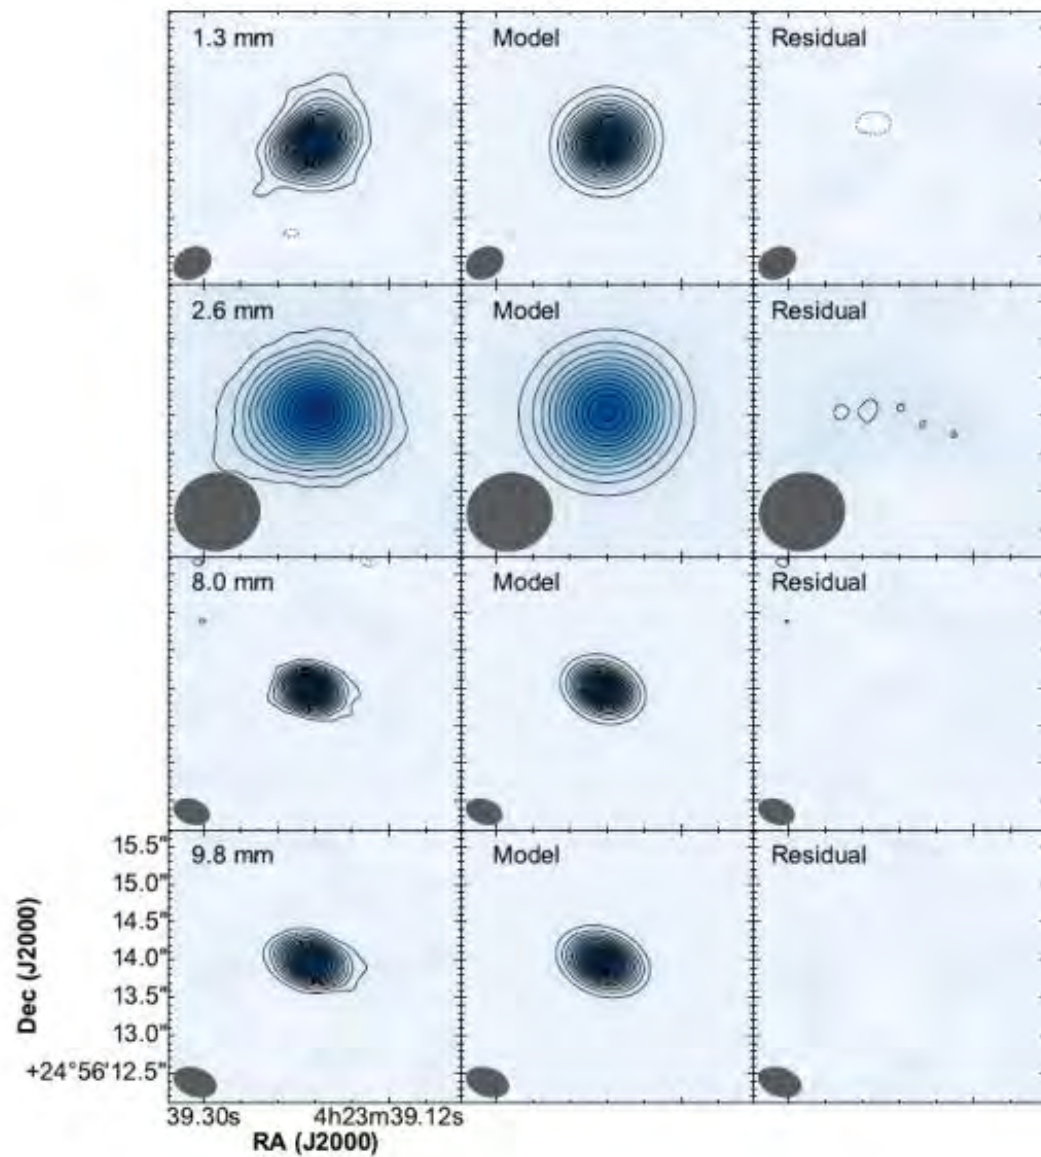 1.3 mm Model Residual
2.6 mm Model Residual
8.0 mm Model Residual
9.8 mm Model Residual
15.5"
15.0"
14.5"
14.0"
13.5"
13.0"
+24°56'12.5"
Dec (J2000)
39.30s 4h23m39.12s
RA (J2000)